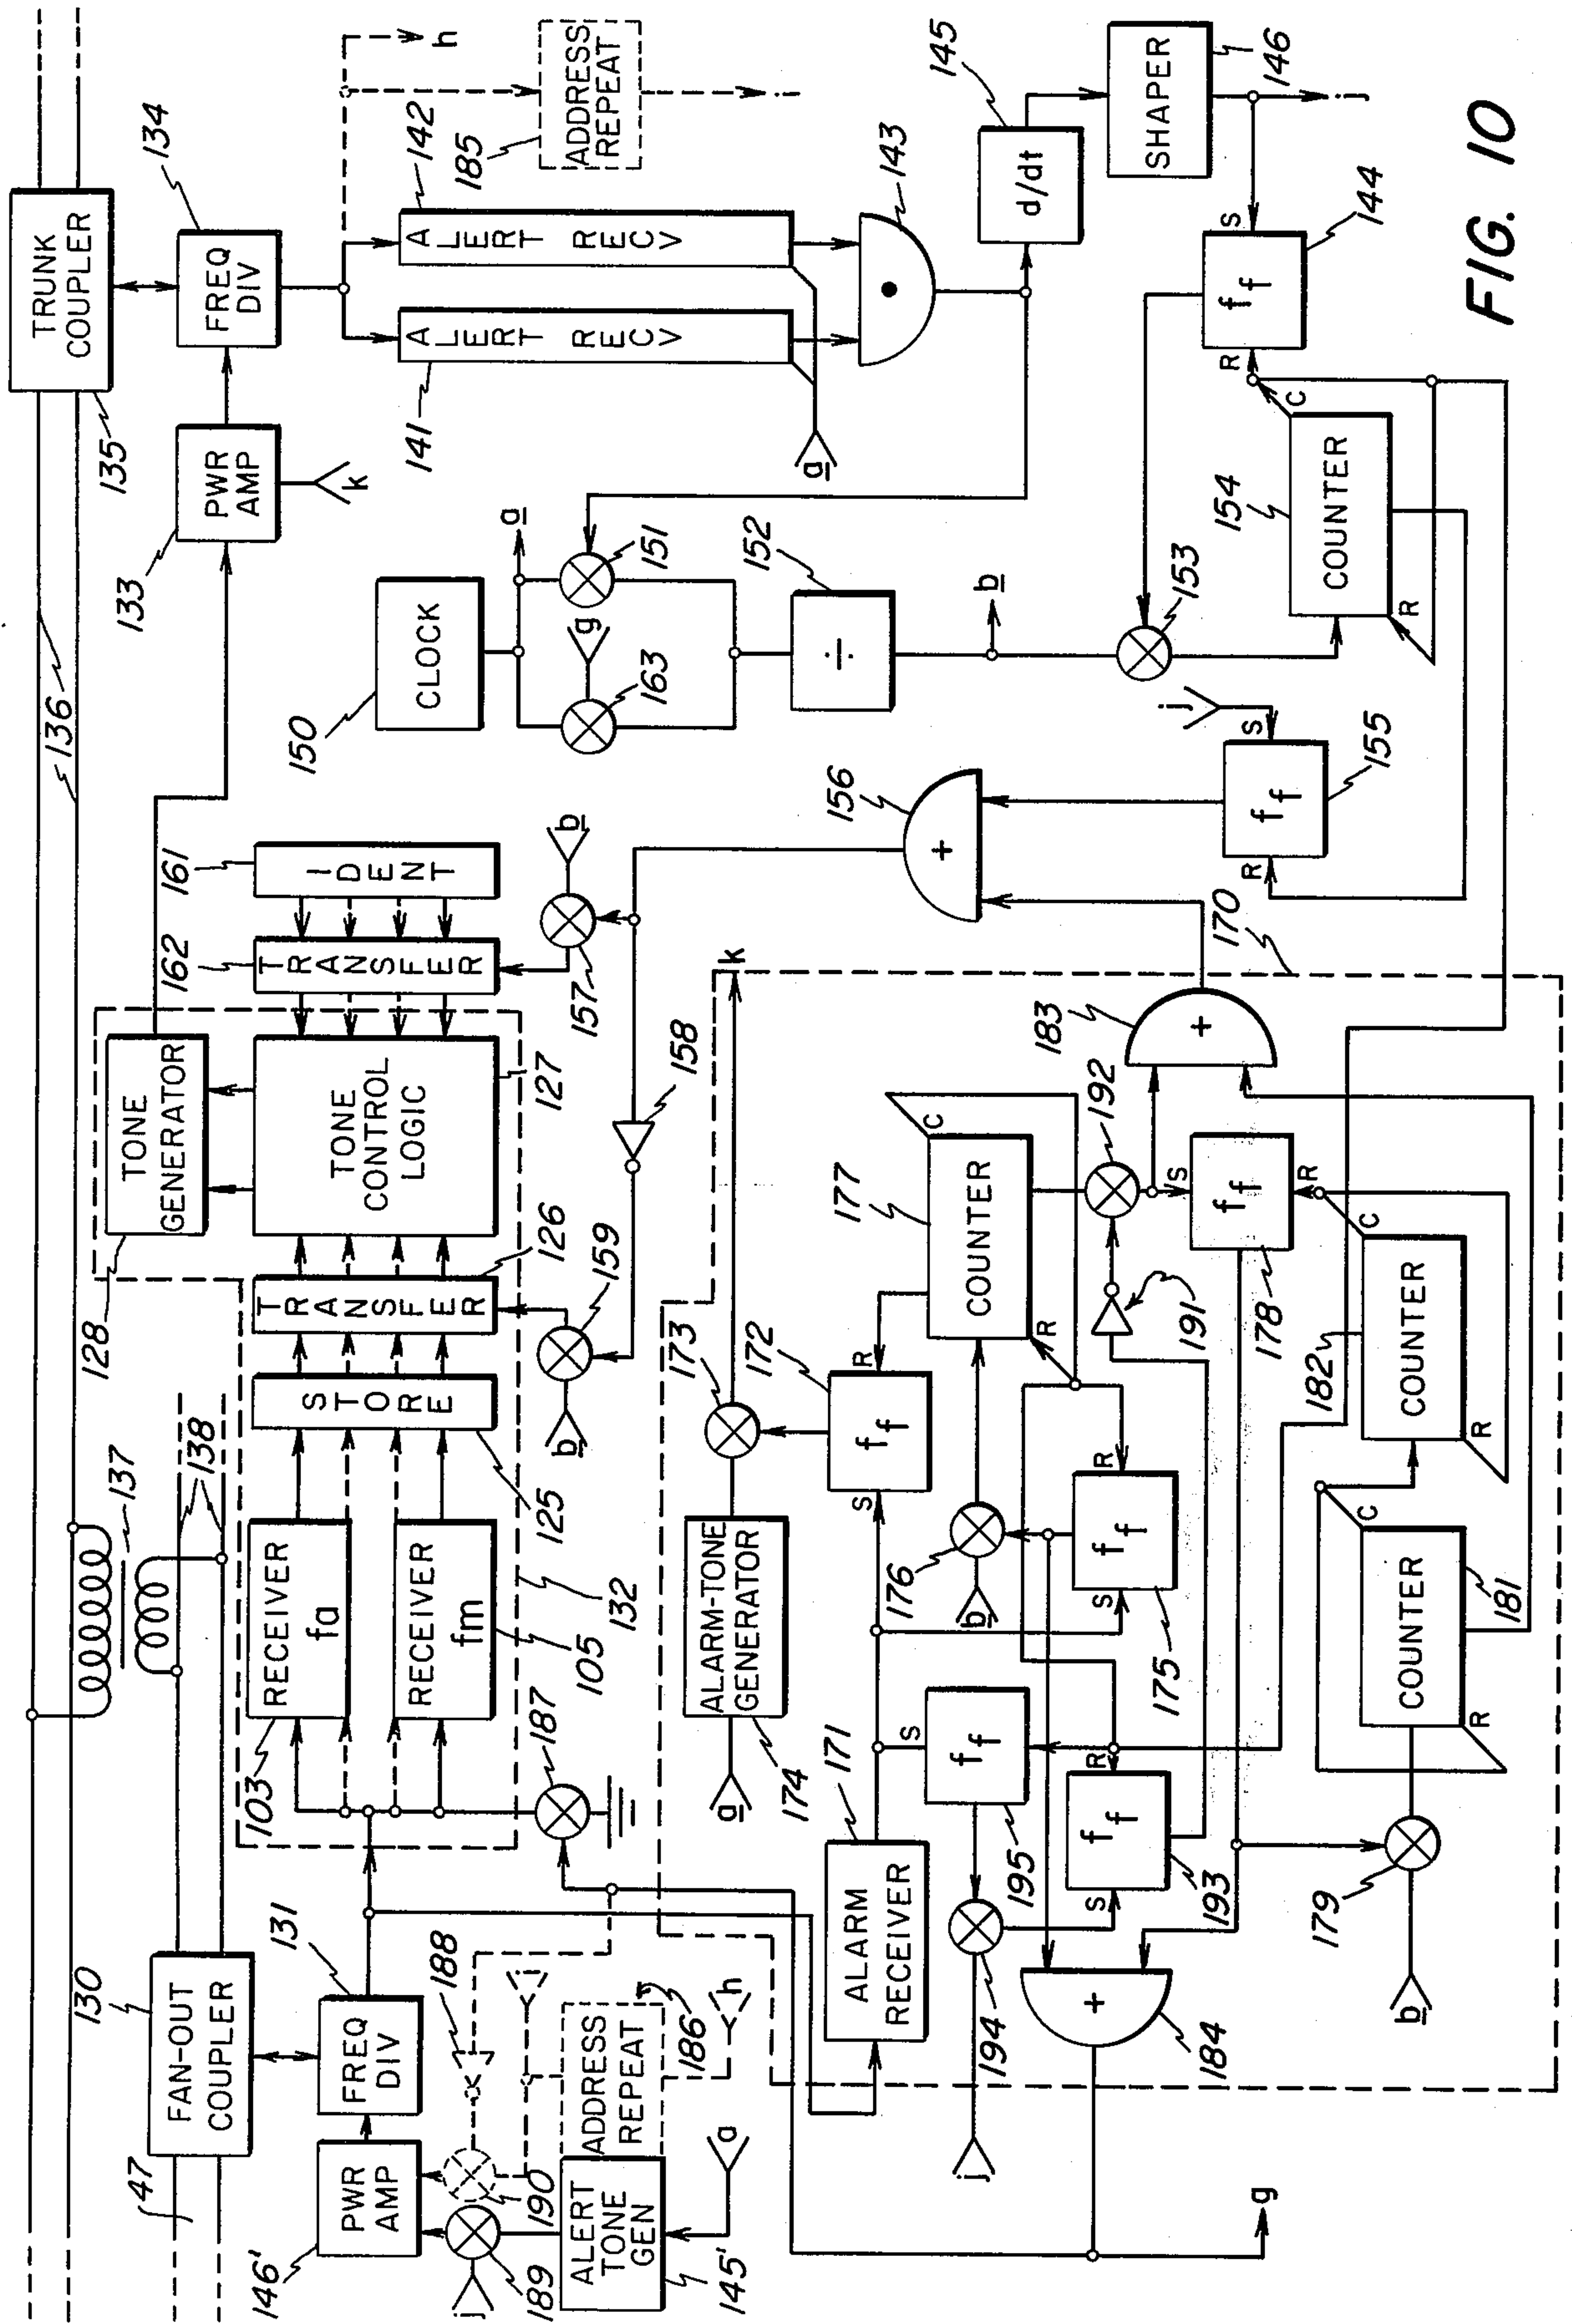 TRUNK COUPLER
135
136
FREQ DIV
134
PWR AMP
133
k
h
ADDRESS REPEAT
185
i
ALERT RECV
142
ALERT RECV
141
a
143
d/dt
145
SHAPER
146
j
S
ff
144
R
C
COUNTER
154
R
CLOCK
150
a
151
g
163
÷
152
b
153
j
S
ff
155
R
+
156
IDENT
161
TRANSFER
162
b
157
TONE GENERATOR
128
TONE CONTROL LOGIC
127
158
TRANSFER
126
b
159
STORE
125
137
138
RECEIVER fa
103
RECEIVER fm
105
132
187
FAN-OUT COUPLER
130
47
FREQ DIV
131
PWR AMP
146'
188
i
190
ADDRESS REPEAT
186
h
j
189
ALERT TONE GEN
145'
a
170
k
173
ALARM-TONE GENERATOR
174
a
S
ff
172
R
COUNTER
177
C
R
176
b
S
ff
175
R
192
191
+
183
S
ff
178
R
C
COUNTER
182
R
C
COUNTER
181
R
179
b
ALARM RECEIVER
171
S
ff
195
R
ff
193
S
194
j
+
184
g
FIG. 10